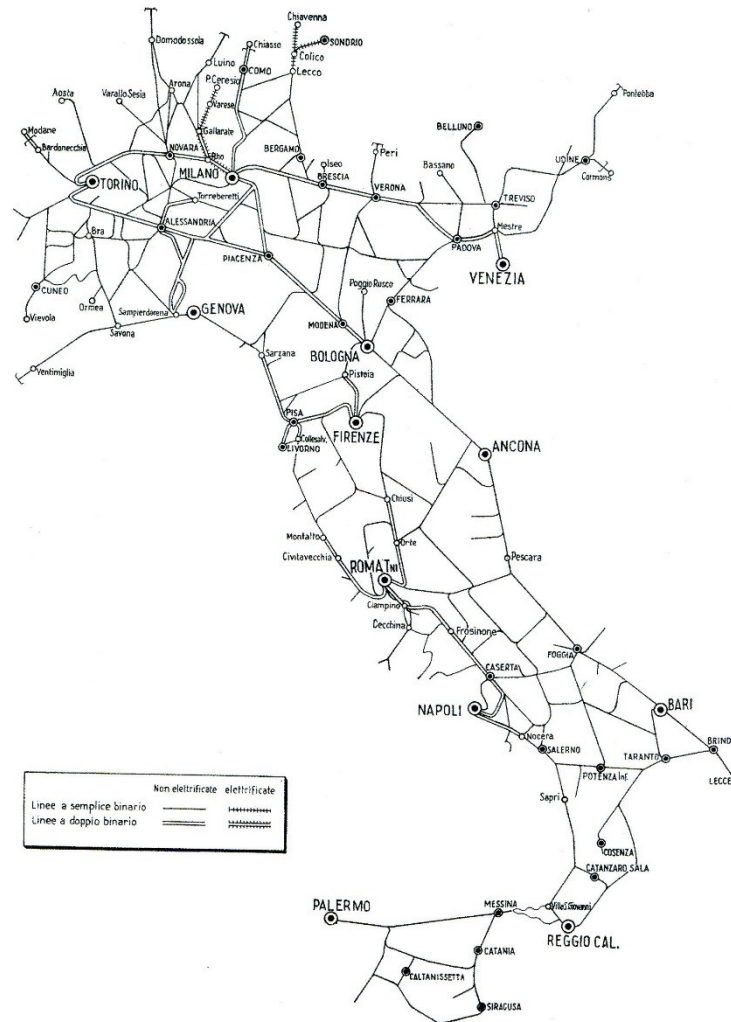 Chiavenna
Domodossola
Luino
Chiasso
SONDRIO
Colico
COMO
Lecco
Arona
P. Ceresio
Aosta
Varallo Sesia
Varese
Pontebba
Modane
Gallarate
Bardonecchia
NOVARA
Rho
BERGAMO
Iseo
Peri
BELLUNO
Bassano
UDINE
Cormons
TORINO
MILANO
BRESCIA
VERONA
TREVISO
Torreberetti
Mestre
ALESSANDRIA
Bra
PADOVA
PIACENZA
VENEZIA
CUNEO
Ormea
Poggio Rusco
FERRARA
Vievola
Sampierdarena
GENOVA
Savona
MODENA
BOLOGNA
Sarzana
Ventimiglia
Pistoia
PISA
FIRENZE
Colesalv.
LIVORNO
ANCONA
Chiusi
Montalto
Orte
Civitavecchia
Pescara
ROMA TNI
Ciampino
Cecchina
Frosinone
FOGGIA
CASERTA
NAPOLI
BARI
Nocera
SALERNO
BRIND
TARANTO
POTENZA Inf.
LECCE
Non elettrificate elettrificate
Linee a semplice binario
Linee a doppio binario
Sapri
COSENZA
CATANZARO SALA
PALERMO
MESSINA
Villa S. Giovanni
REGGIO CAL.
CATANIA
CALTANISSETTA
SIRAGUSA